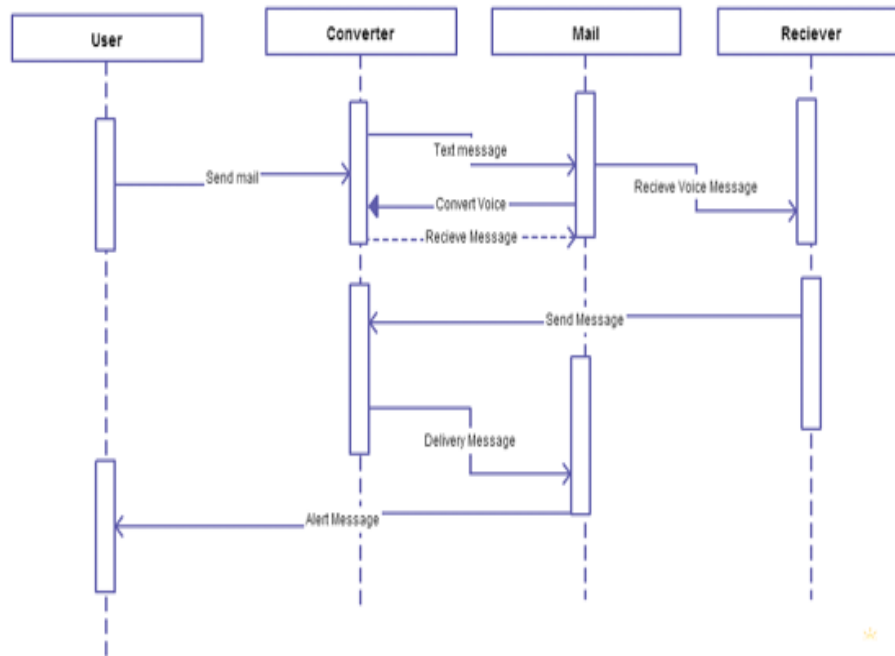 User
Converter
Mail
Reciever
Text message
Send mail
Recieve Voice Message
Convert Voice
Recieve Message
Send Message
Delivery Message
Alert Message